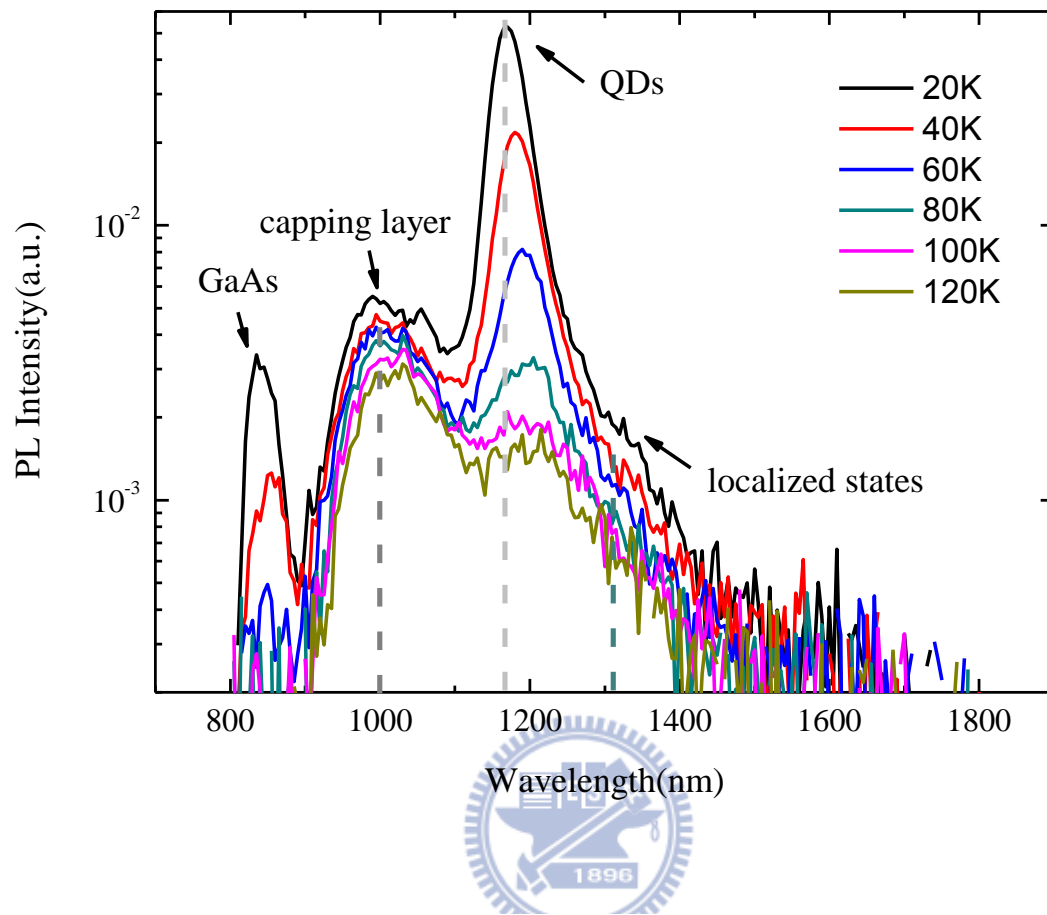 QDs
20K
40K
60K
80K
100K
120K
10^-2
capping layer
GaAs
PL Intensity(a.u.)
localized states
10^-3
800 1000 1200 1400 1600 1800
Wavelength(nm)
E S
1896